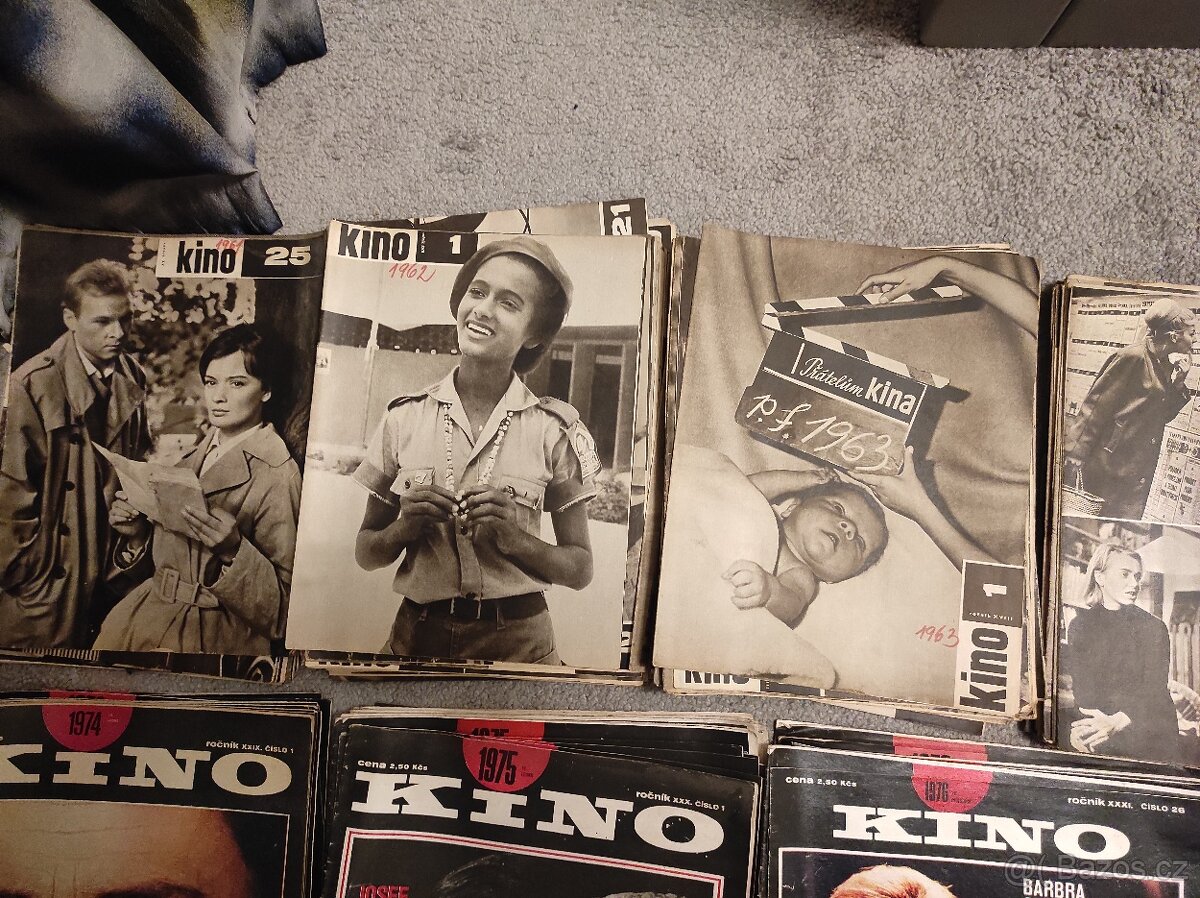 1961
kino 25
kino 1
1962
21
Přátelům kina
p.f. 1963
1
kino
1963
kino
1974
ročník XXIX. ČÍSLO 1
KINO
1975
cena 2,50 Kčs
ročník XXX. ČÍSLO 1
KINO
JOSEF
1976
cena 2,50 Kčs
ročník XXXI. ČÍSLO 26
KINO
BARBRA
Bazos.cz